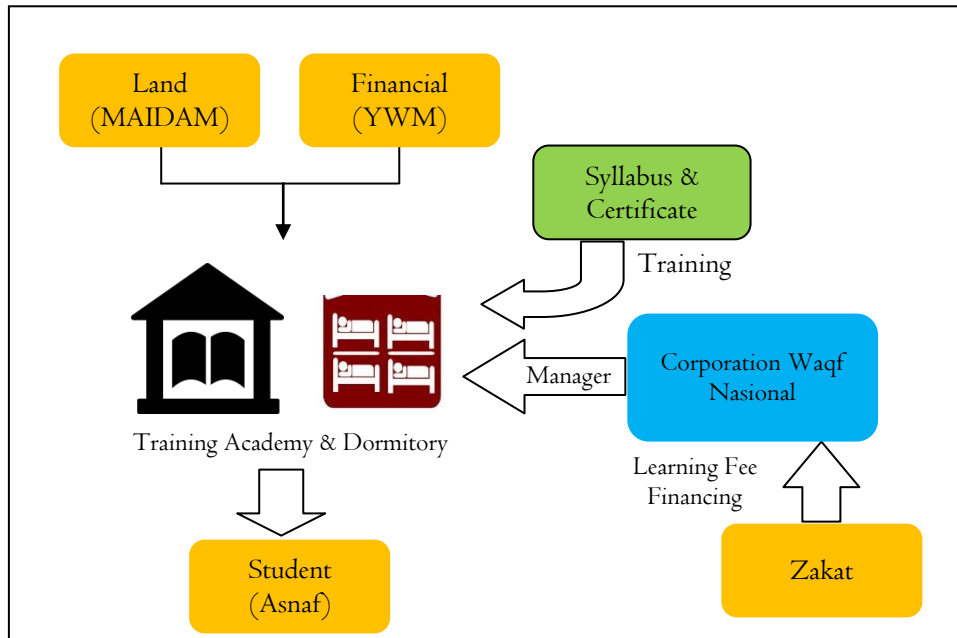 Land
(MAIDAM)
Financial
(YWM)
Syllabus &
Certificate
Training
Corporation Waqf
Nasional
Manager
Training Academy & Dormitory
Learning Fee
Financing
Student
(Asnaf)
Zakat